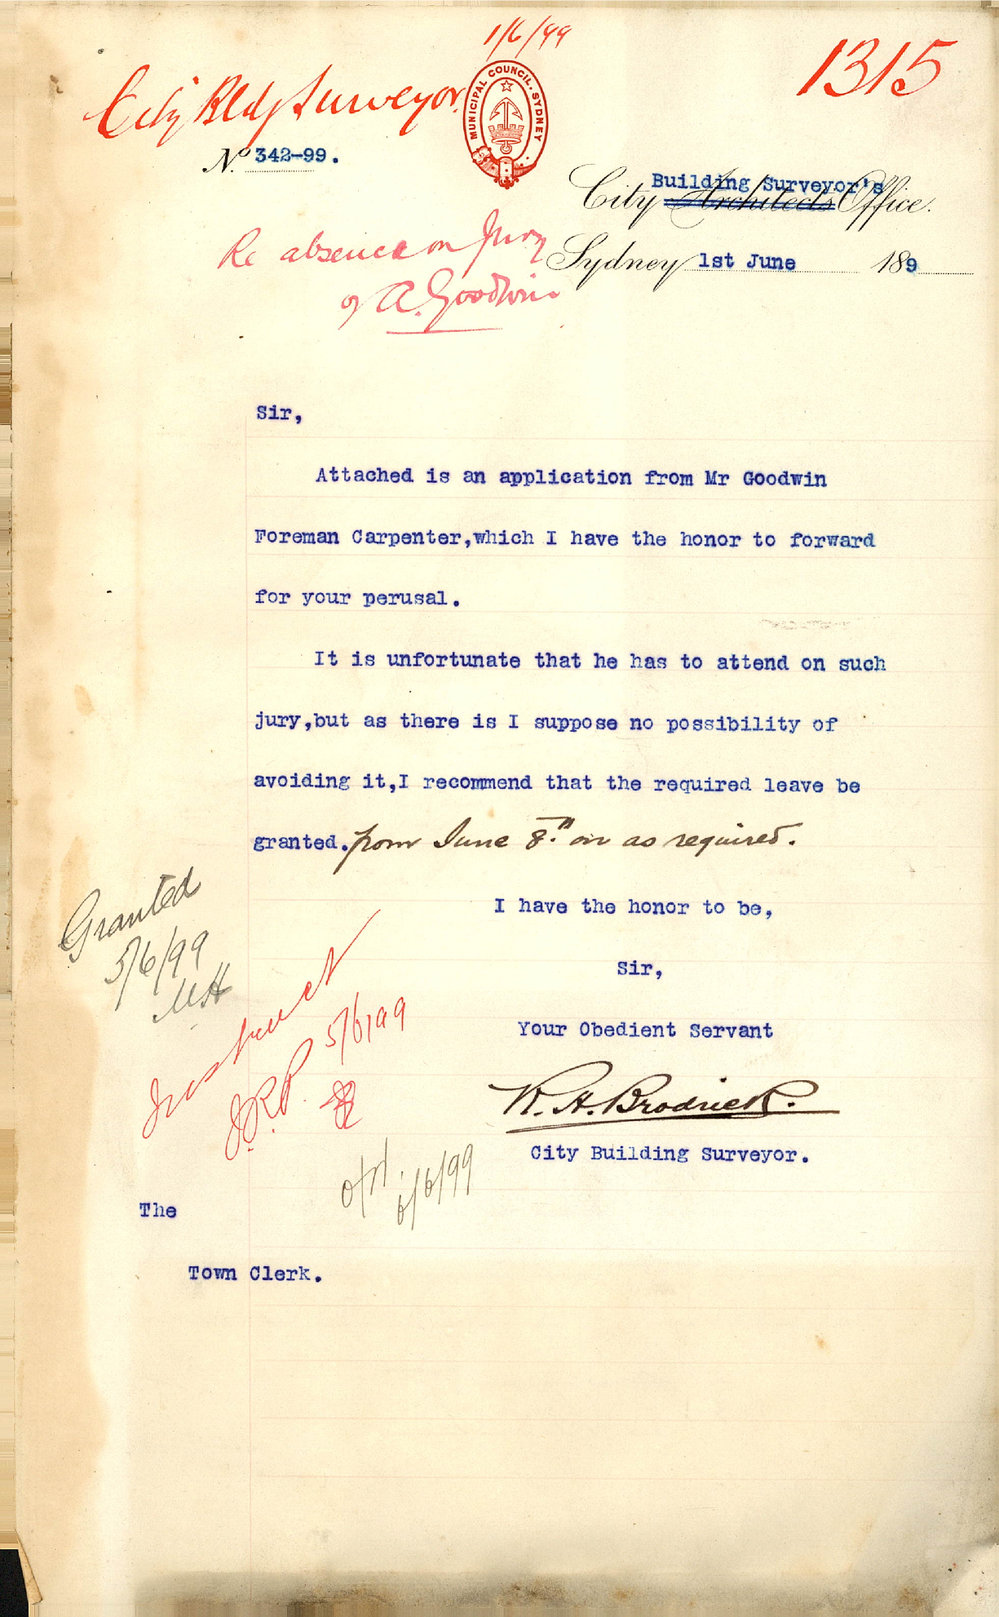 1/6/99
1315
City Bldg Surveyor
MUNICIPAL COUNCIL. SYDNEY
No. 342-99.
Building Surveyor's
City Architects Office.
Re absence on Jury
of A. Goodwin
Sydney 1st June 1899
Sir,
Attached is an application from Mr Goodwin
Foreman Carpenter,which I have the honor to forward
for your perusal.
It is unfortunate that he has to attend on such
jury,but as there is I suppose no possibility of
avoiding it,I recommend that the required leave be
granted. from June 8th on as required.
I have the honor to be,
Sir,
Your Obedient Servant
R. H. Brodrick.
City Building Surveyor.
Granted
5/6/99
MH
Instruct
J.R.P. 5/6/99
6/6/99
The
Town Clerk.